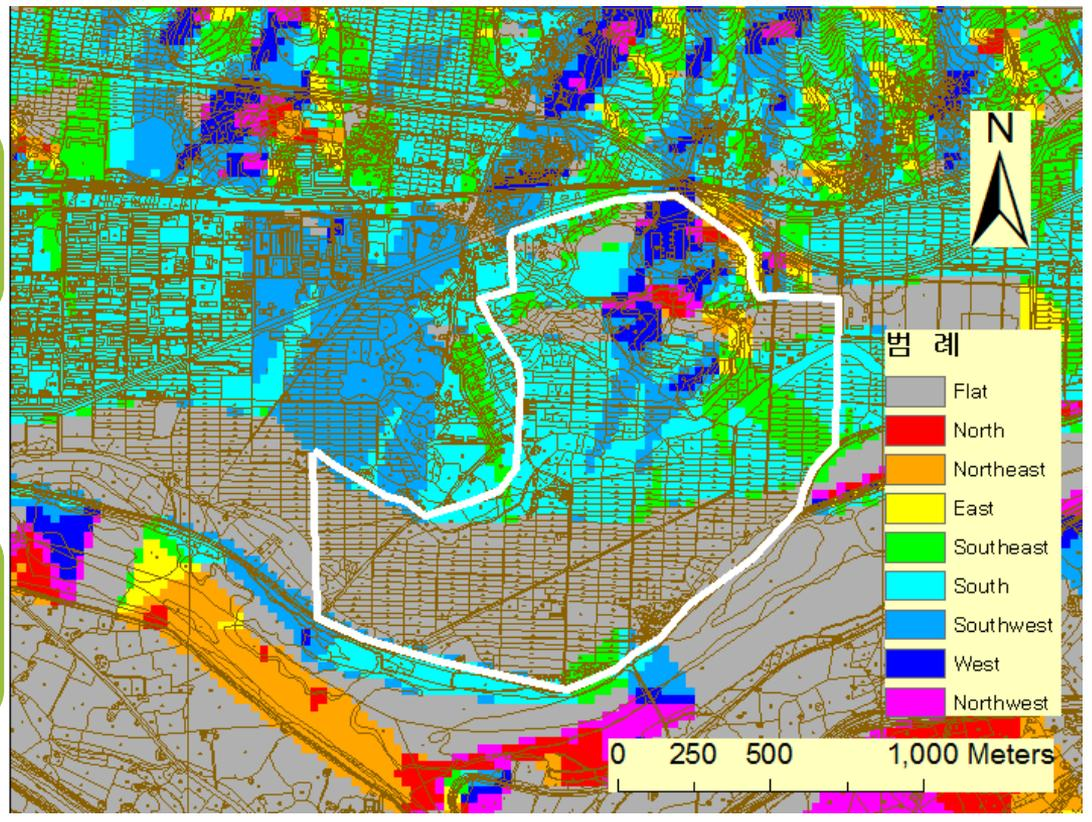 N
범 례
Flat
North
Northeast
East
Southeast
South
Southwest
West
Northwest
0 250 500 1,000 Meters